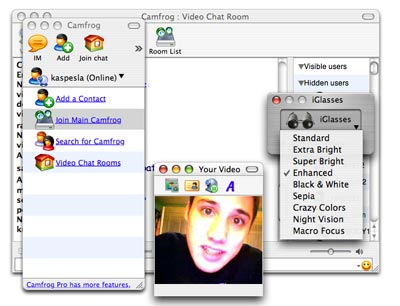 Camfrog : Video Chat Room
Camfrog
IM
Add
Join chat
»
Room List
kaspesla (Online)
Add a Contact
Join Main Camfrog
Search for Camfrog
Video Chat Rooms
Camfrog Pro has more features.
Visible users
Hidden users
iGlasses
iGlasses
Standard
Extra Bright
Super Bright
✓ Enhanced
Black & White
Sepia
Crazy Colors
Night Vision
Macro Focus
Your Video
A